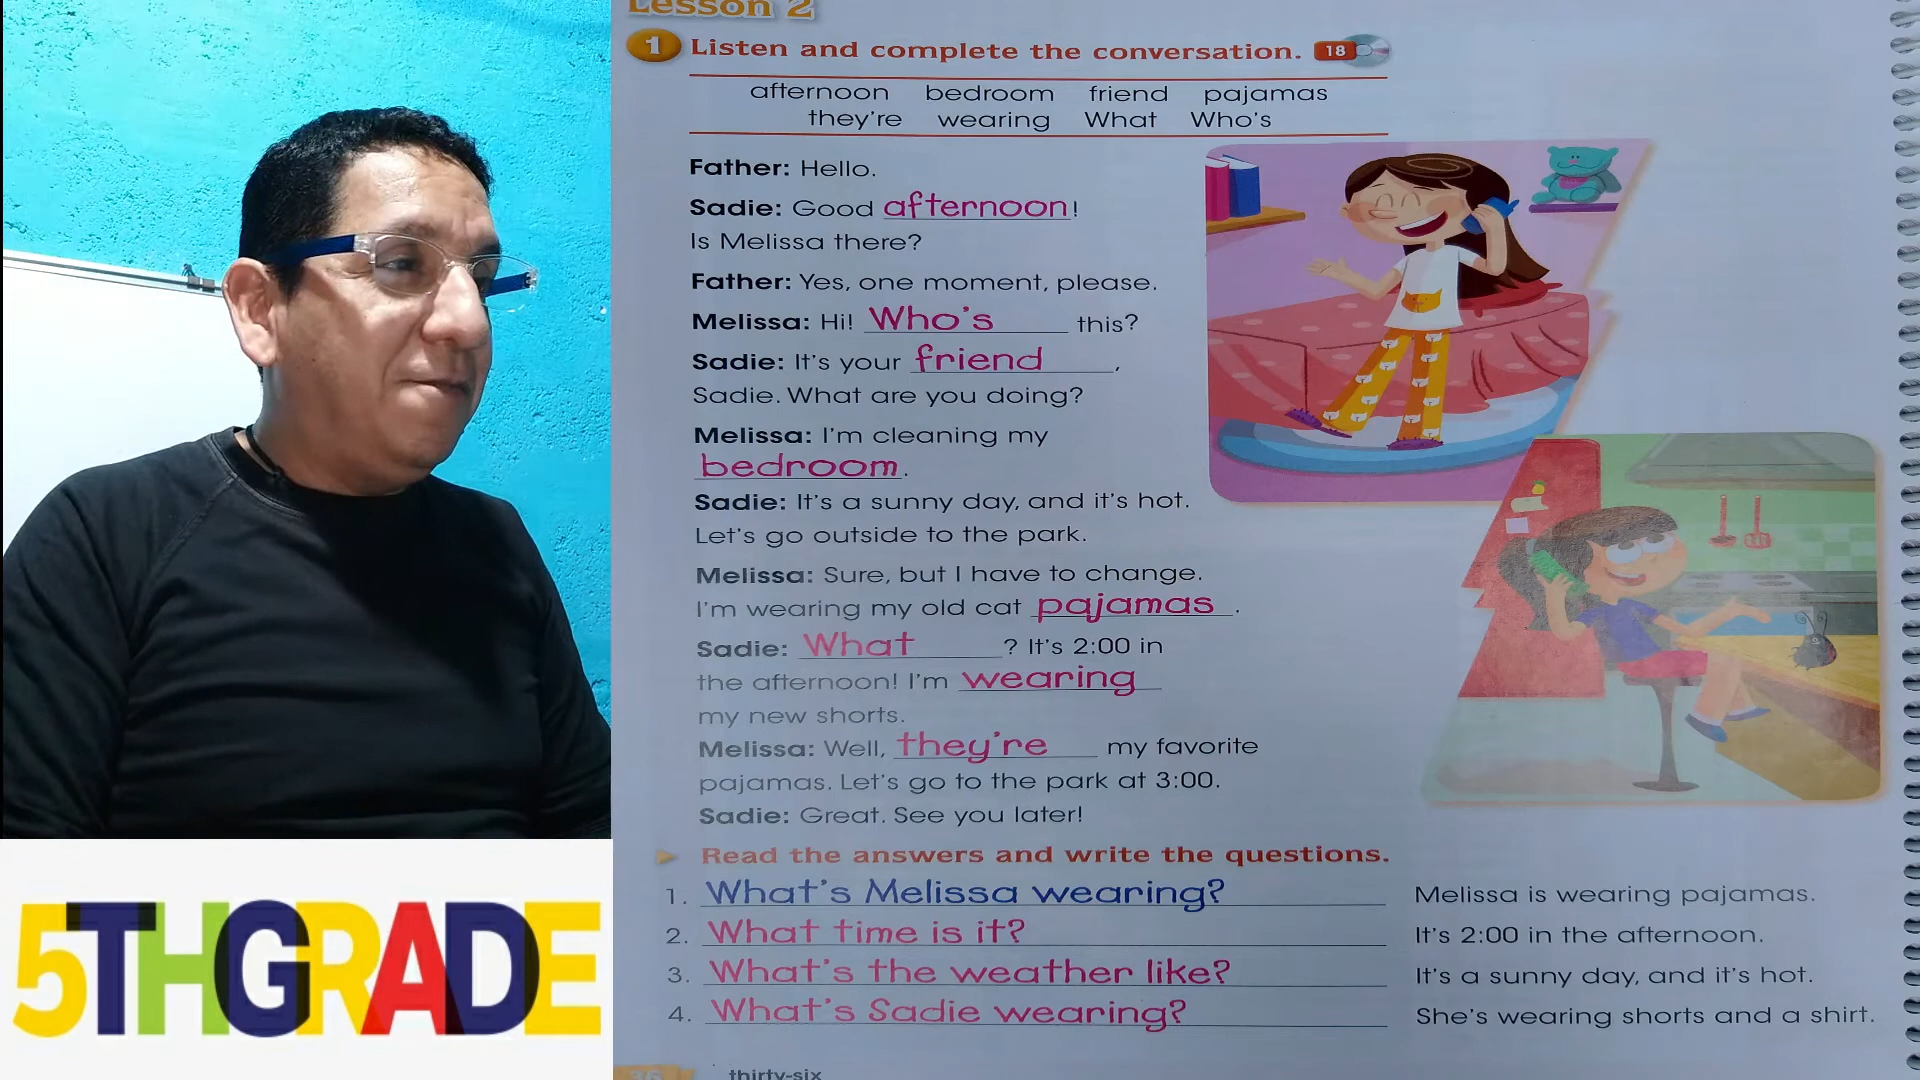 Lesson 2
1 Listen and complete the conversation. 18
afternoon bedroom friend pajamas
they're wearing What Who's
Father: Hello.
Sadie: Good afternoon!
Is Melissa there?
Father: Yes, one moment, please.
Melissa: Hi! Who's this?
Sadie: It's your friend,
Sadie. What are you doing?
Melissa: I'm cleaning my
bedroom.
Sadie: It's a sunny day, and it's hot.
Let's go outside to the park.
Melissa: Sure, but I have to change.
I'm wearing my old cat pajamas.
Sadie: What? It's 2:00 in
the afternoon! I'm wearing
my new shorts.
Melissa: Well, they're my favorite
pajamas. Let's go to the park at 3:00.
Sadie: Great. See you later!
Read the answers and write the questions.
1. What's Melissa wearing? Melissa is wearing pajamas.
2. What time is it? It's 2:00 in the afternoon.
3. What's the weather like? It's a sunny day, and it's hot.
4. What's Sadie wearing? She's wearing shorts and a shirt.
36 thirty-six
5THGRADE